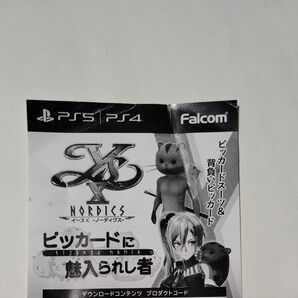 PS5 PS4
Falcom
ピッカードスーツ＆
背負いピッカード
Ys X
NORDICS
イースX -ノーディクス-
ピッカードに
魅入られし者
ダウンロードコンテンツ プロダクトコード